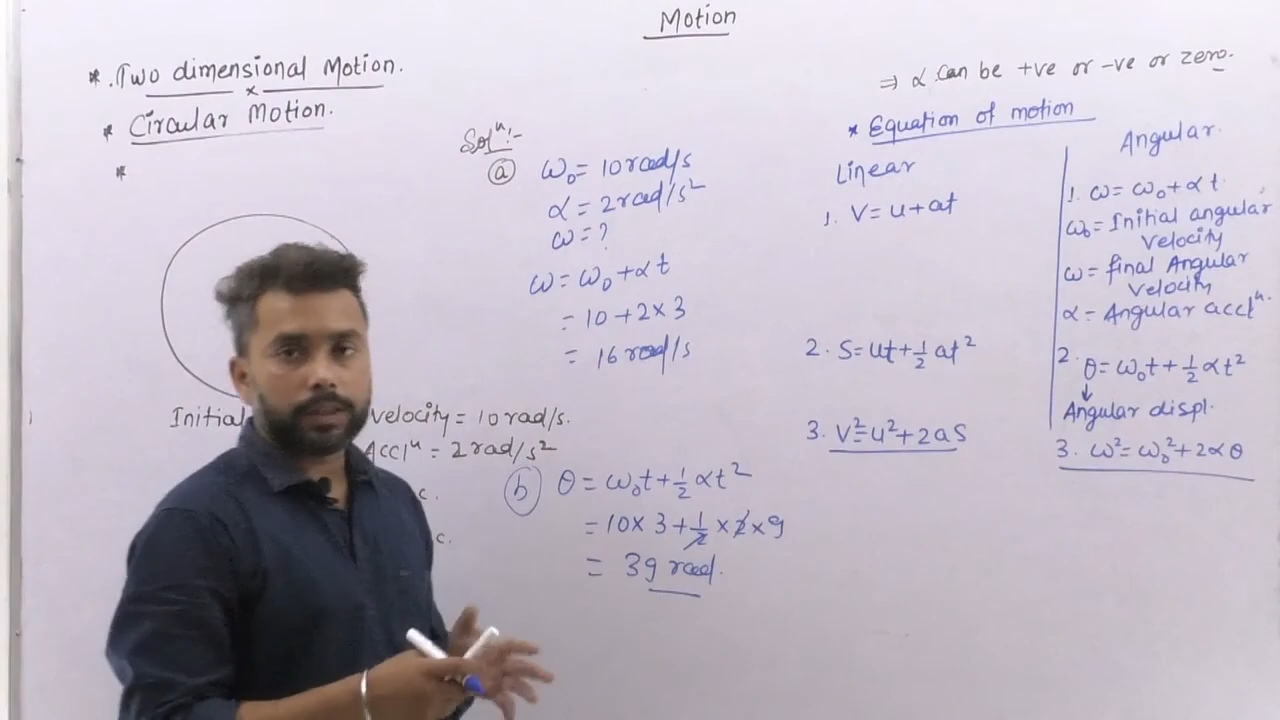 Motion
* Two dimensional Motion.
x
* Circular Motion.
*
Initial velocity = 10 rad/s.
Acclⁿ = 2 rad/s²
c.
c.
Solⁿ:-
(a) ω₀ = 10 rad/s
α = 2 rad/s²
ω = ?
ω = ω₀ + α t
= 10 + 2 × 3
= 16 rad/s
(b) θ = ω₀t + 1/2 αt²
= 10 × 3 + 1/2 × 2 × 9
= 39 rad.
⇒ α can be +ve or -ve or zero.
* Equation of motion
Linear
1. V = u + at
2. S = ut + 1/2 at²
3. V² = u² + 2aS
Angular.
1. ω = ω₀ + α t
ω₀ = Initial angular
Velocity
ω = final Angular
Velocity
α = Angular acclⁿ.
2. θ = ω₀t + 1/2 αt²
↓
Angular displ.
3. ω² = ω₀² + 2αθ